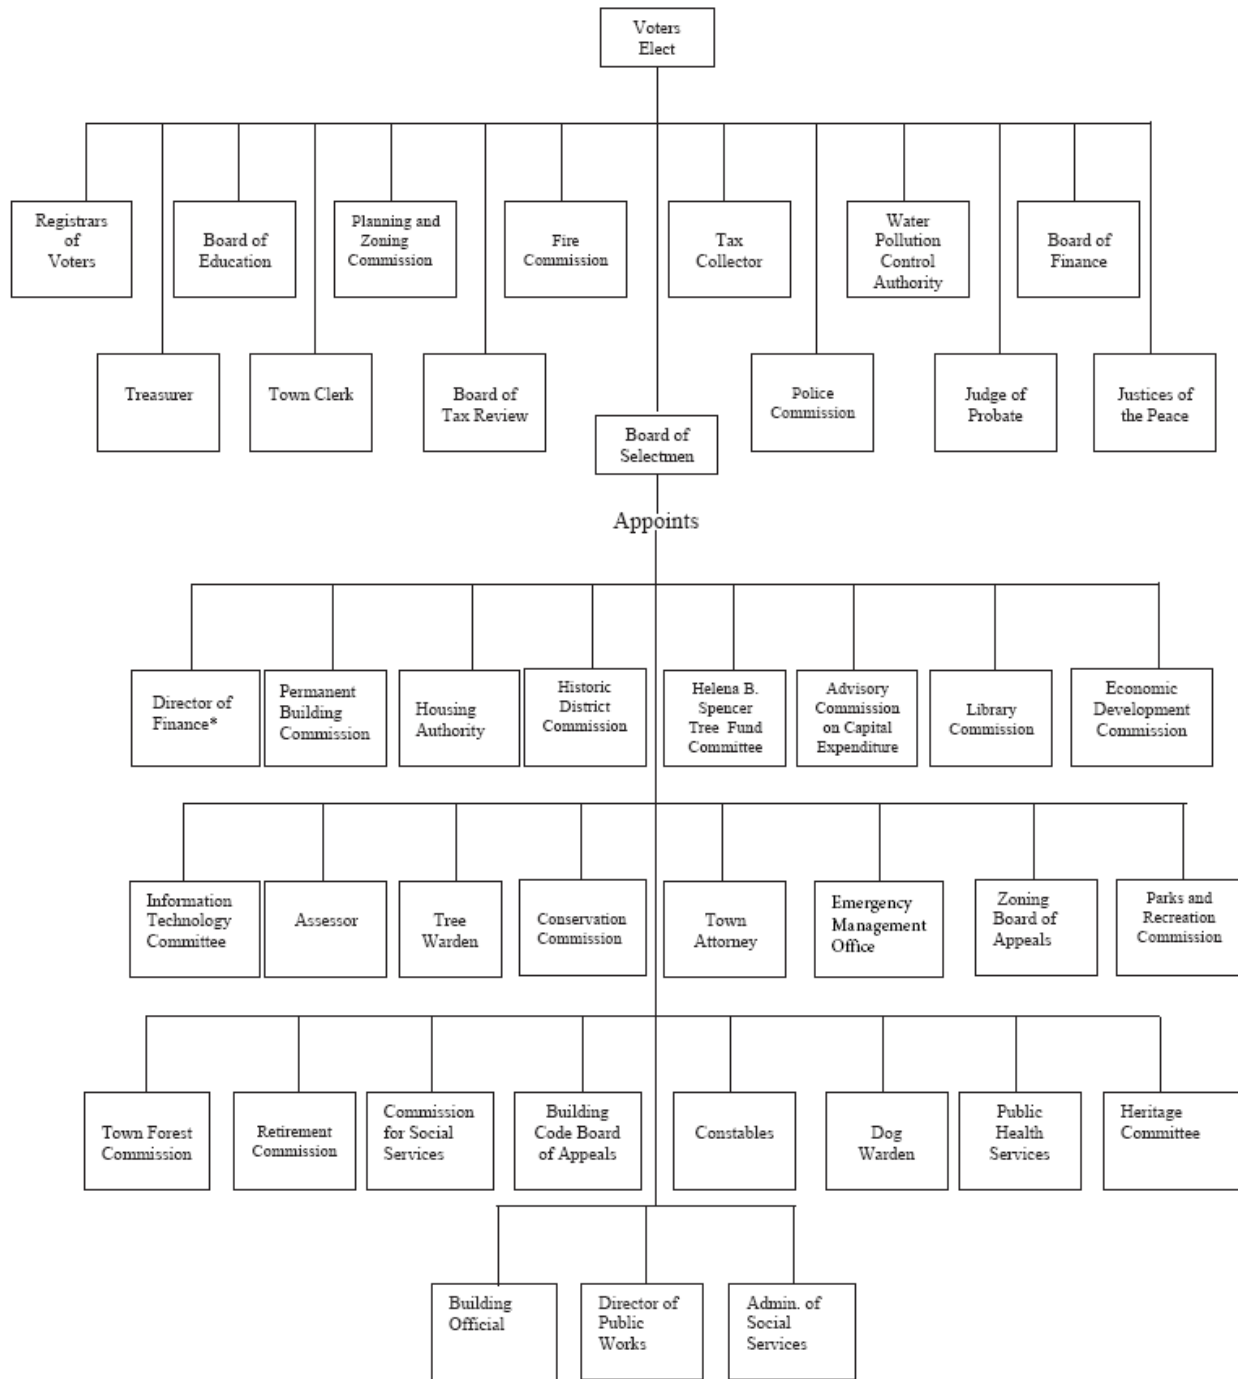 Voters
Elect
Registrars
of
Voters
Board of
Education
Planning and
Zoning
Commission
Fire
Commission
Tax
Collector
Water
Pollution
Control
Authority
Board of
Finance
Treasurer
Town Clerk
Board of
Tax Review
Board of
Selectmen
Police
Commission
Judge of
Probate
Justices of
the Peace
Appoints
Director of
Finance*
Permanent
Building
Commission
Housing
Authority
Historic
District
Commission
Helena B.
Spencer
Tree Fund
Committee
Advisory
Commission
on Capital
Expenditure
Library
Commission
Economic
Development
Commission
Information
Technology
Committee
Assessor
Tree
Warden
Conservation
Commission
Town
Attorney
Emergency
Management
Office
Zoning
Board of
Appeals
Parks and
Recreation
Commission
Town Forest
Commission
Retirement
Commission
Commission
for Social
Services
Building
Code Board
of Appeals
Constables
Dog
Warden
Public
Health
Services
Heritage
Committee
Building
Official
Director of
Public
Works
Admin. of
Social
Services